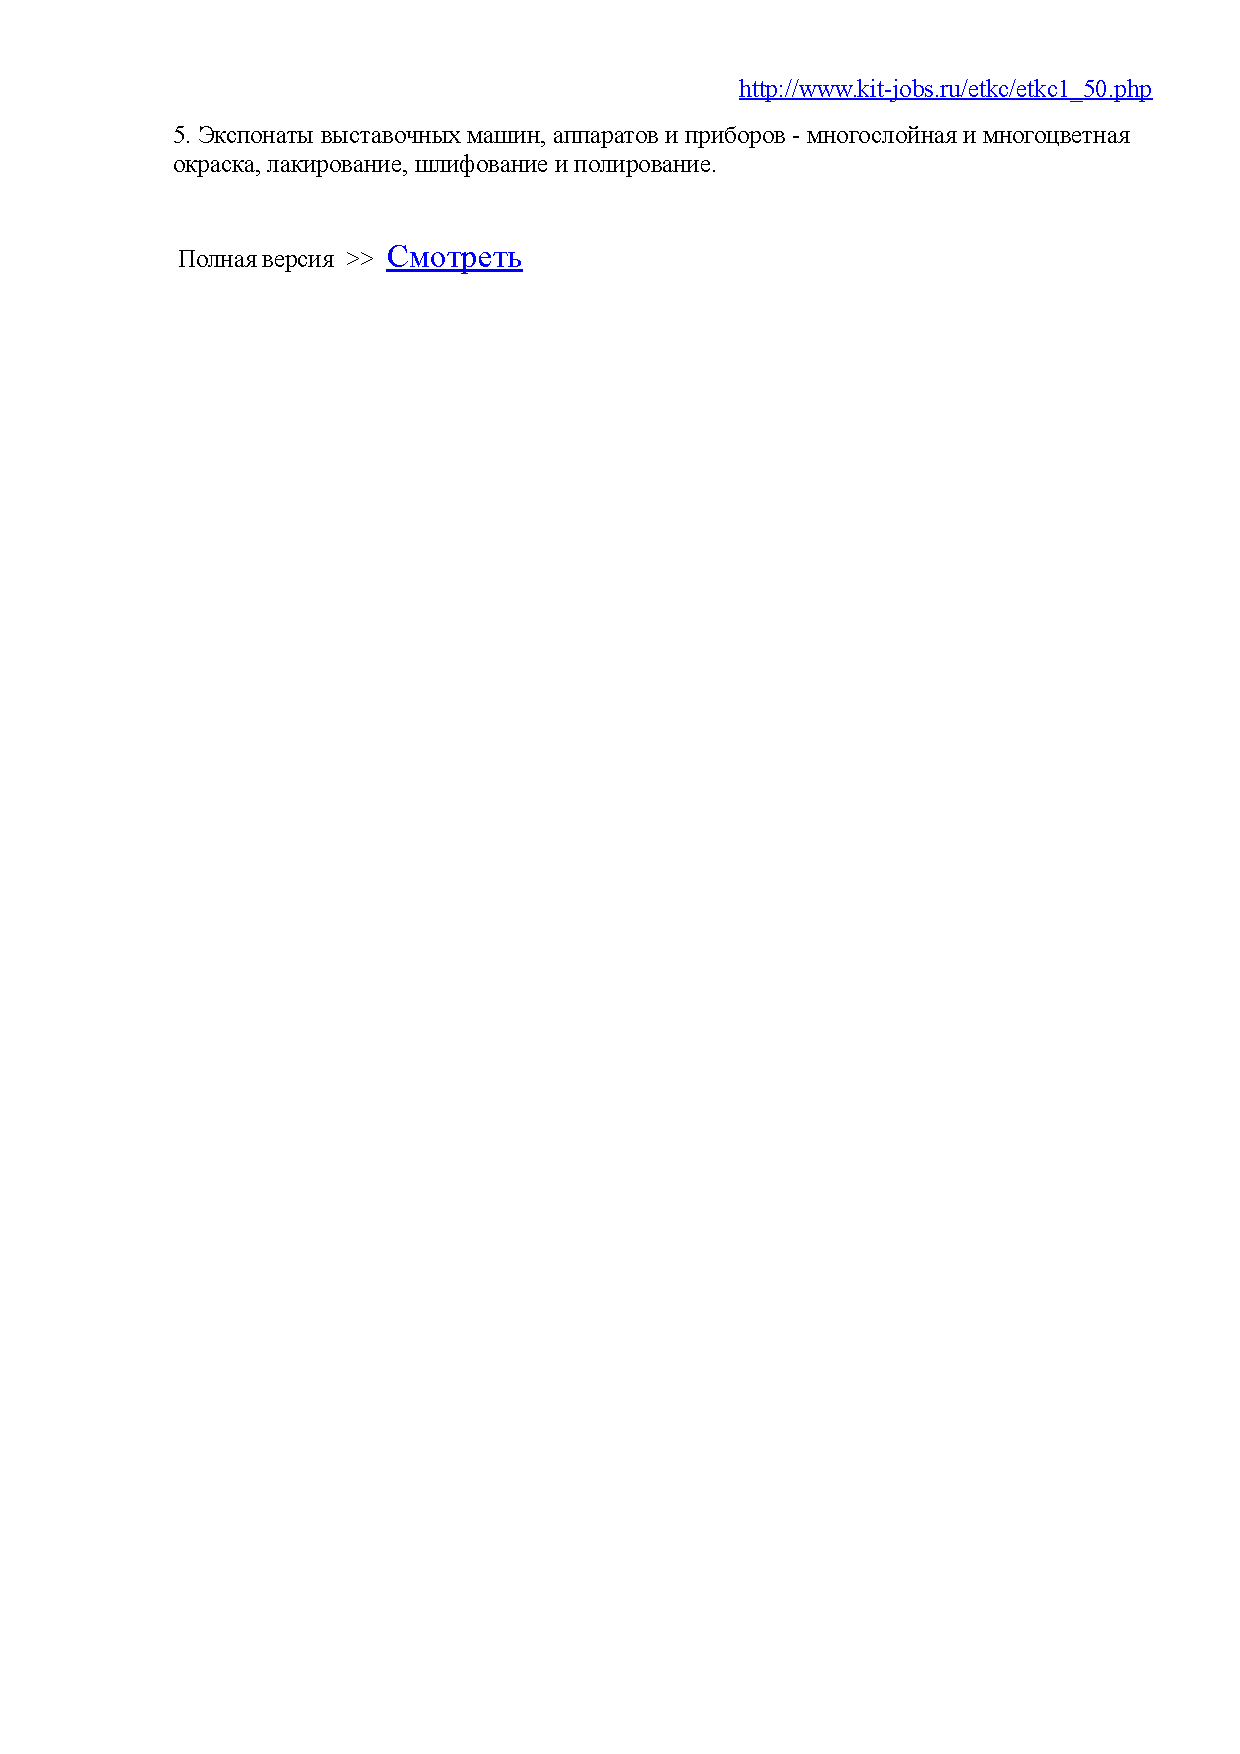 http://www.kit-jobs.ru/etkc/etkc1_50.php
5. Экспонаты выставочных машин, аппаратов и приборов - многослойная и многоцветная
окраска, лакирование, шлифование и полирование.
Полная версия >> Смотреть